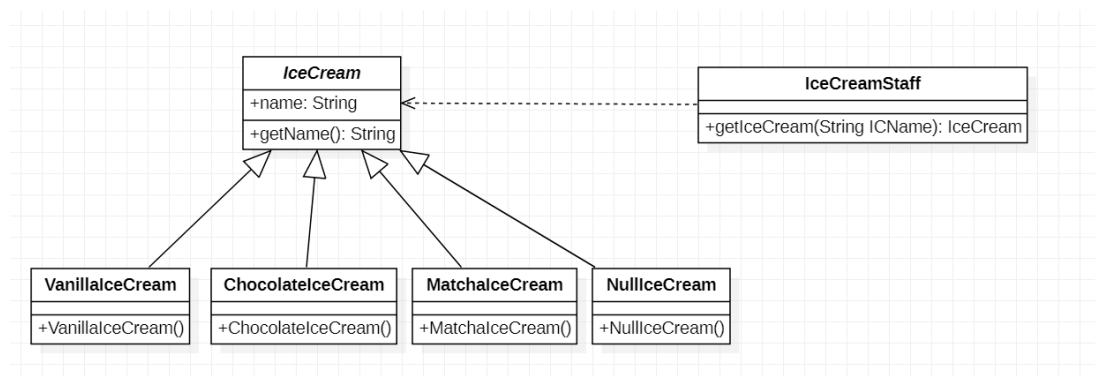 IceCream
+name: String
+getName(): String
IceCreamStaff
+getIceCream(String ICName): IceCream
VanillaIceCream
+VanillaIceCream()
ChocolateIceCream
+ChocolateIceCream()
MatchaIceCream
+MatchaIceCream()
NullIceCream
+NullIceCream()